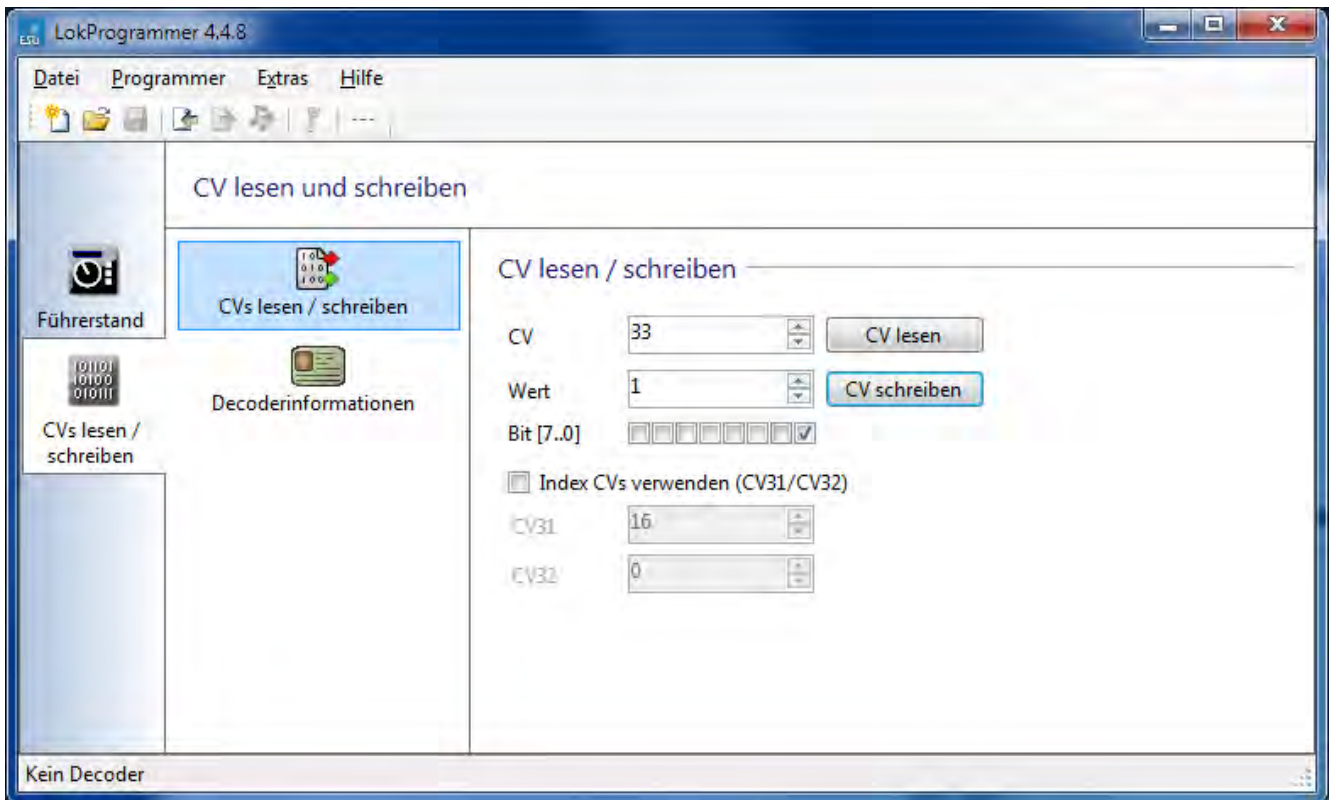 ESU LokProgrammer 4.4.8
Datei Programmer Extras Hilfe
CV lesen und schreiben
Führerstand
CVs lesen /
schreiben
CVs lesen / schreiben
Decoderinformationen
CV lesen / schreiben
CV 33 CV lesen
Wert 1 CV schreiben
Bit [7..0]
Index CVs verwenden (CV31/CV32)
CV31 16
CV32 0
Kein Decoder